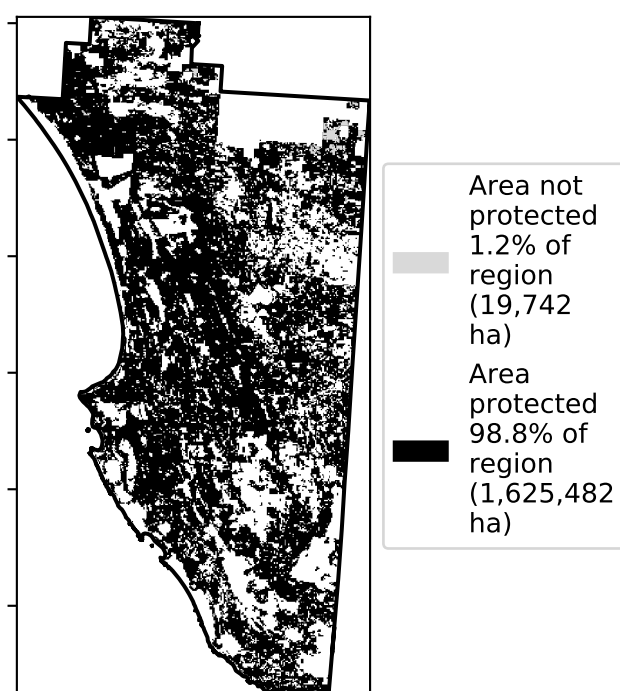 Area not
protected
1.2% of
region
(19,742
ha)
Area
protected
98.8% of
region
(1,625,482
ha)